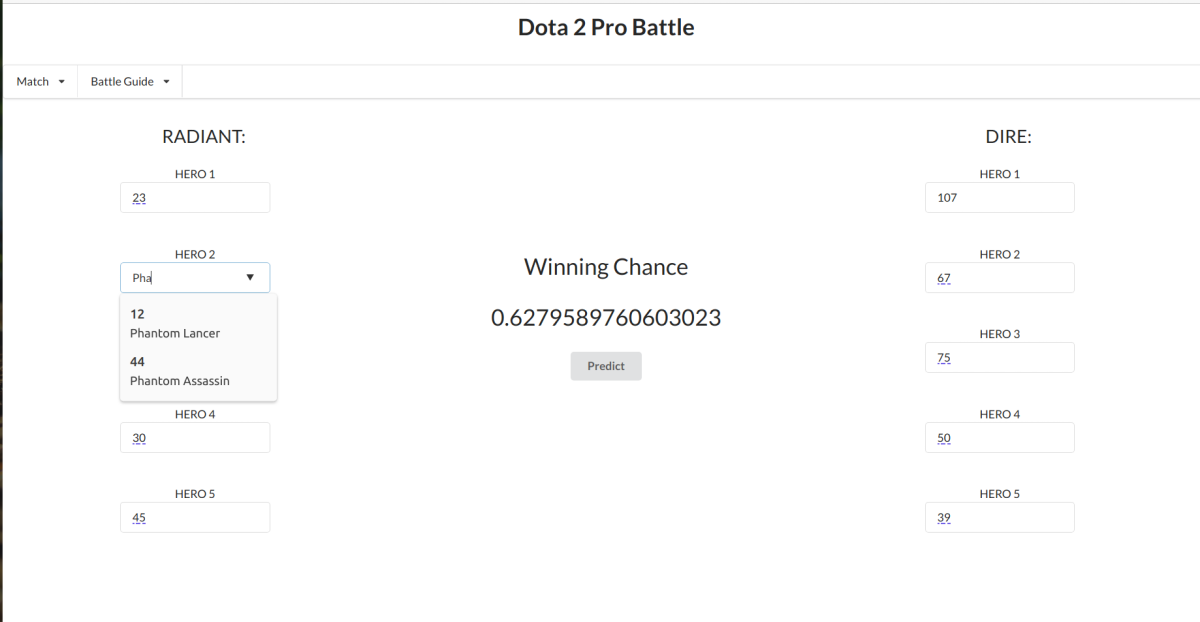 Dota 2 Pro Battle
Match
Battle Guide
RADIANT:
HERO 1
23
HERO 2
Pha
12
Phantom Lancer
44
Phantom Assassin
HERO 4
30
HERO 5
45
Winning Chance
0.6279589760603023
Predict
DIRE:
HERO 1
107
HERO 2
67
HERO 3
75
HERO 4
50
HERO 5
39